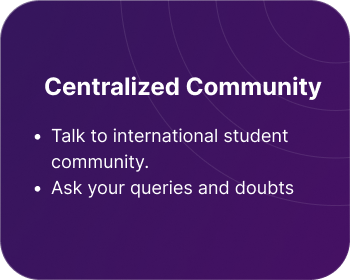 Centralized Community
• Talk to international student
community.
• Ask your queries and doubts